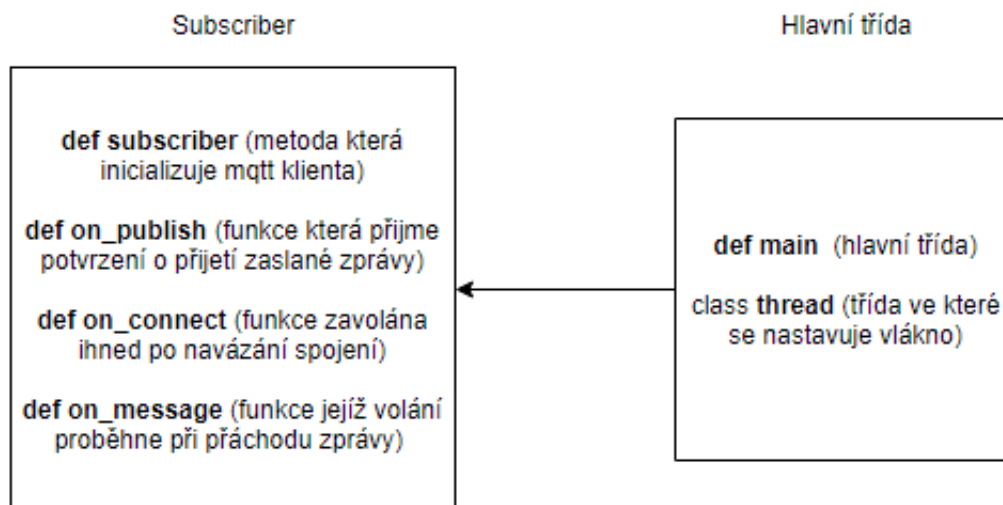 Subscriber
def subscriber (metoda která
inicializuje mqtt klienta)
def on_publish (funkce která přijme
potvrzení o přijetí zaslané zprávy)
def on_connect (funkce zavolána
ihned po navázání spojení)
def on_message (funkce jejíž volání
proběhne při přáchodu zprávy)
Hlavní třída
def main (hlavní třída)
class thread (třída ve které
se nastavuje vlákno)